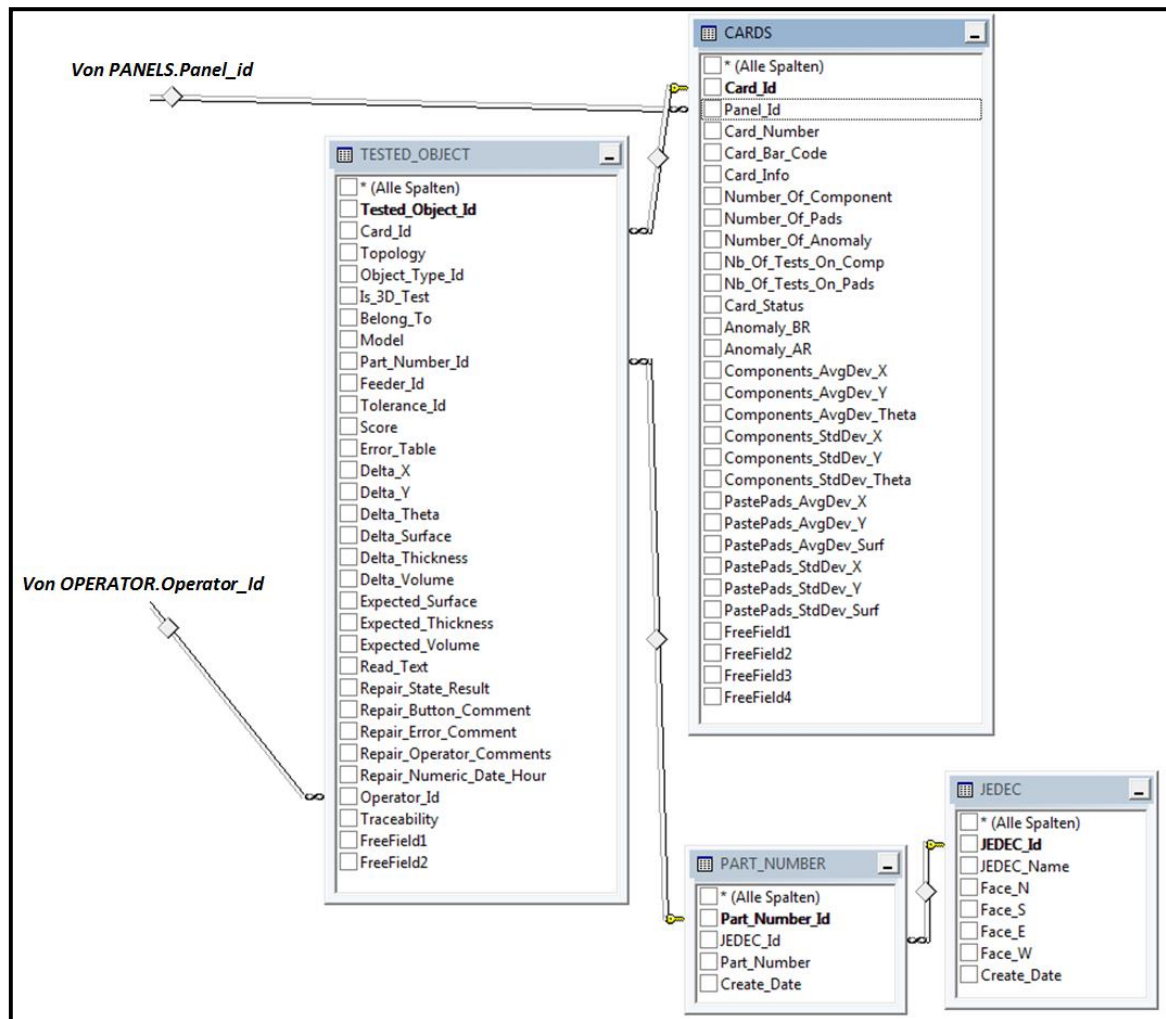 Von PANELS.Panel_id
Von OPERATOR.Operator_Id
TESTED_OBJECT
* (Alle Spalten)
Tested_Object_Id
Card_Id
Topology
Object_Type_Id
Is_3D_Test
Belong_To
Model
Part_Number_Id
Feeder_Id
Tolerance_Id
Score
Error_Table
Delta_X
Delta_Y
Delta_Theta
Delta_Surface
Delta_Thickness
Delta_Volume
Expected_Surface
Expected_Thickness
Expected_Volume
Read_Text
Repair_State_Result
Repair_Button_Comment
Repair_Error_Comment
Repair_Operator_Comments
Repair_Numeric_Date_Hour
Operator_Id
Traceability
FreeField1
FreeField2
CARDS
* (Alle Spalten)
Card_Id
Panel_Id
Card_Number
Card_Bar_Code
Card_Info
Number_Of_Component
Number_Of_Pads
Number_Of_Anomaly
Nb_Of_Tests_On_Comp
Nb_Of_Tests_On_Pads
Card_Status
Anomaly_BR
Anomaly_AR
Components_AvgDev_X
Components_AvgDev_Y
Components_AvgDev_Theta
Components_StdDev_X
Components_StdDev_Y
Components_StdDev_Theta
PastePads_AvgDev_X
PastePads_AvgDev_Y
PastePads_AvgDev_Surf
PastePads_StdDev_X
PastePads_StdDev_Y
PastePads_StdDev_Surf
FreeField1
FreeField2
FreeField3
FreeField4
PART_NUMBER
* (Alle Spalten)
Part_Number_Id
JEDEC_Id
Part_Number
Create_Date
JEDEC
* (Alle Spalten)
JEDEC_Id
JEDEC_Name
Face_N
Face_S
Face_E
Face_W
Create_Date